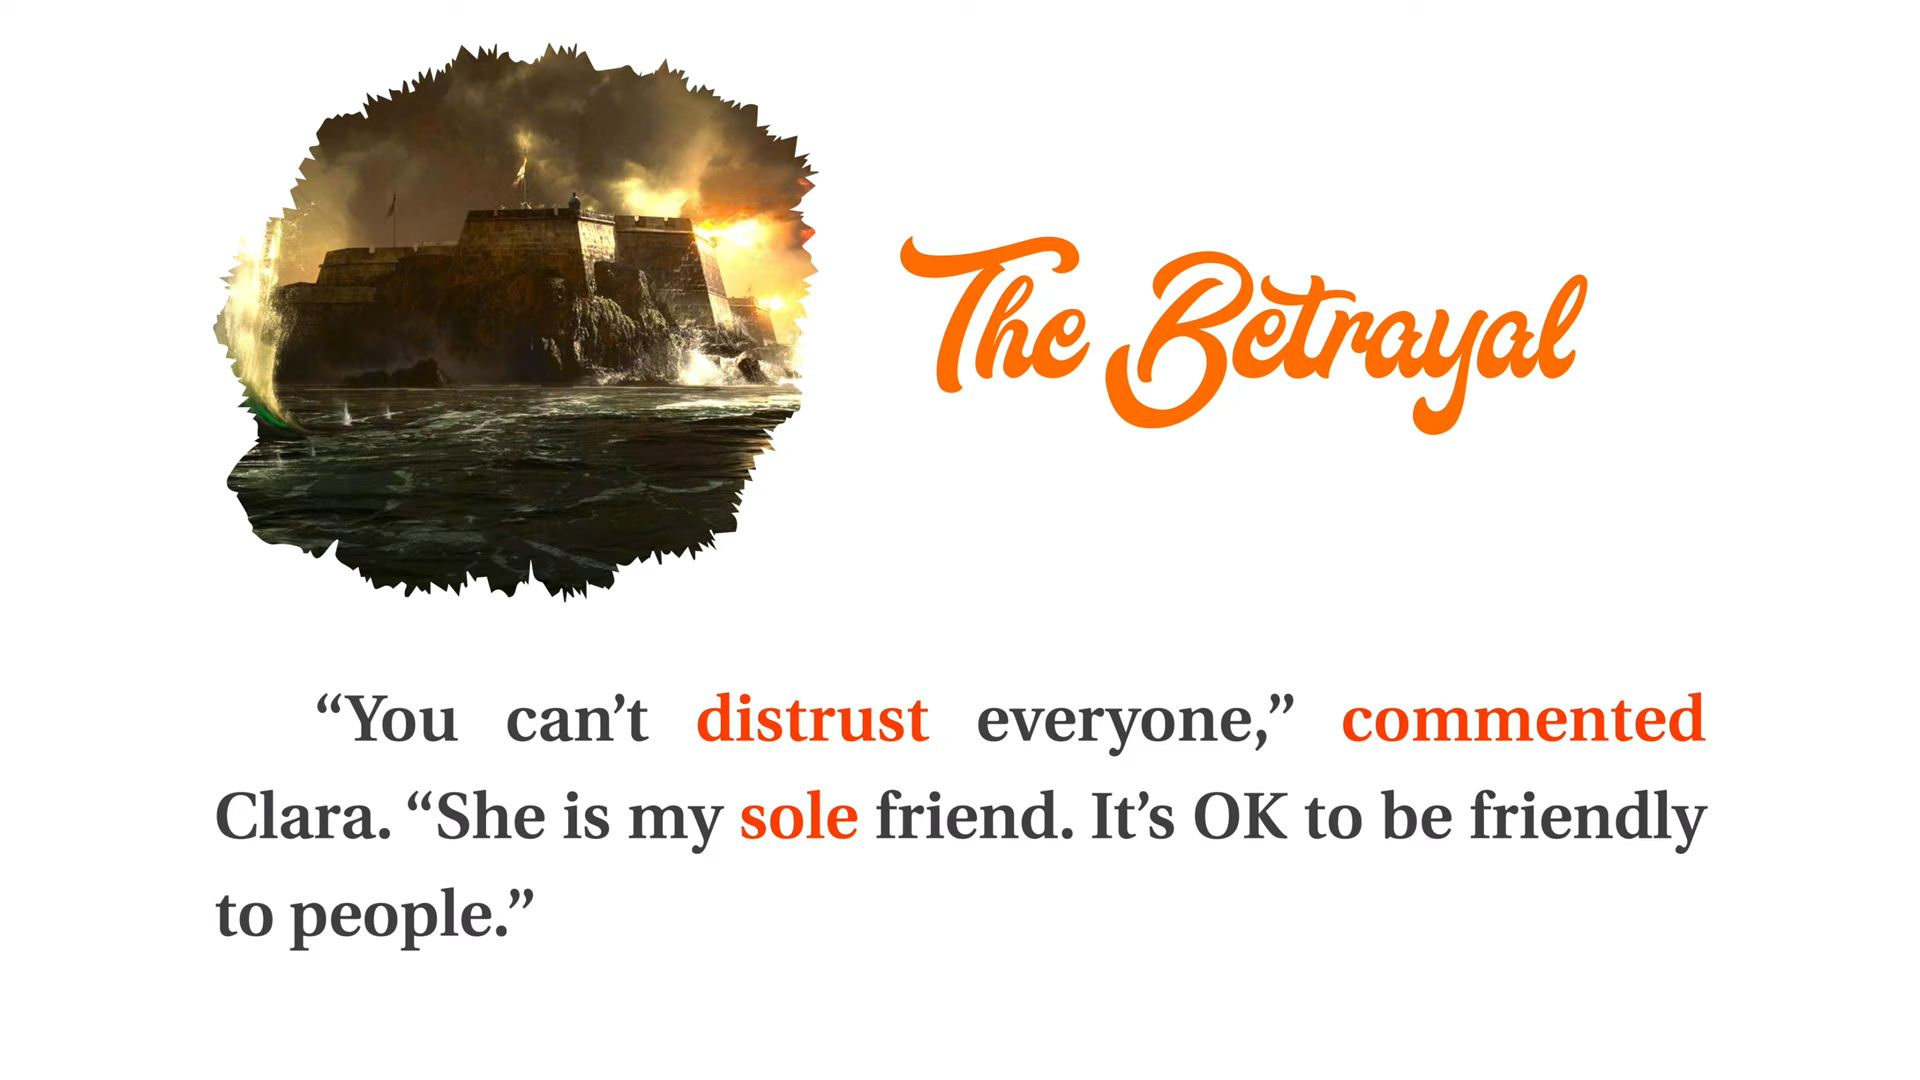 The Betrayal
“You can’t distrust everyone,” commented
Clara. “She is my sole friend. It’s OK to be friendly
to people.”